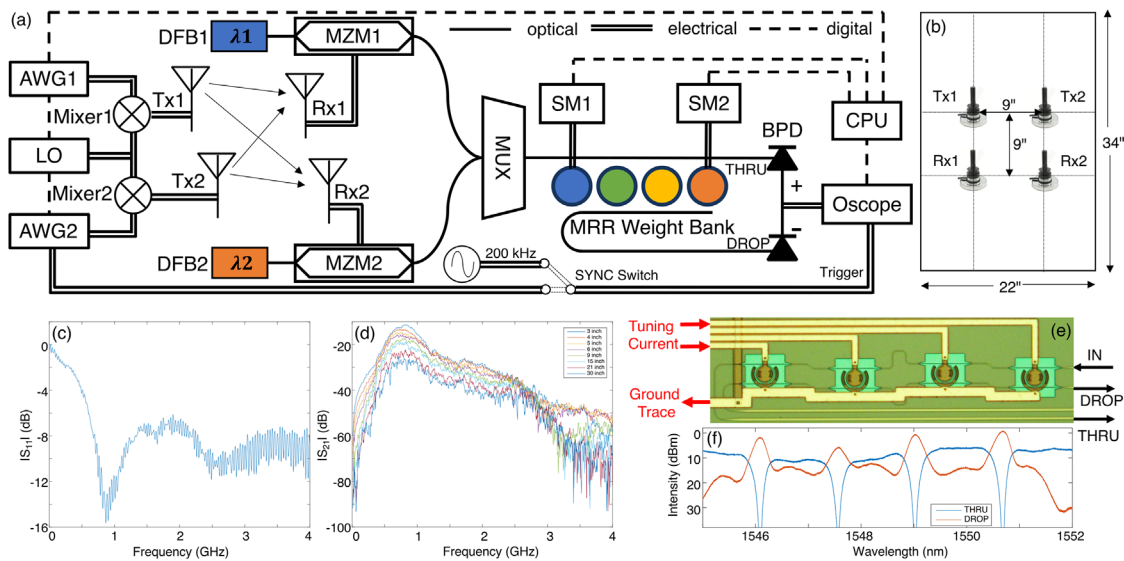 (a)
DFB1
λ1
MZM1
optical
electrical
digital
AWG1
Mixer1
Tx1
Rx1
LO
Mixer2
Tx2
Rx2
AWG2
DFB2
λ2
MZM2
MUX
SM1
SM2
CPU
BPD
THRU
+
-
MRR Weight Bank
DROP
Oscope
200 kHz
SYNC Switch
Trigger
(b)
Tx1
Tx2
9"
9"
Rx1
Rx2
34"
22"
(c)
0
-4
-8
-12
-16
|S11| (dB)
0
1
2
3
4
Frequency (GHz)
(d)
-20
-40
-60
-80
-100
|S21| (dB)
0
1
2
3
4
Frequency (GHz)
3 inch
4 inch
5 inch
6 inch
9 inch
15 inch
21 inch
30 inch
(e)
Tuning
Current
Ground
Trace
IN
DROP
THRU
(f)
0
10
20
30
Intensity (dBm)
THRU
DROP
1546
1548
1550
1552
Wavelength (nm)